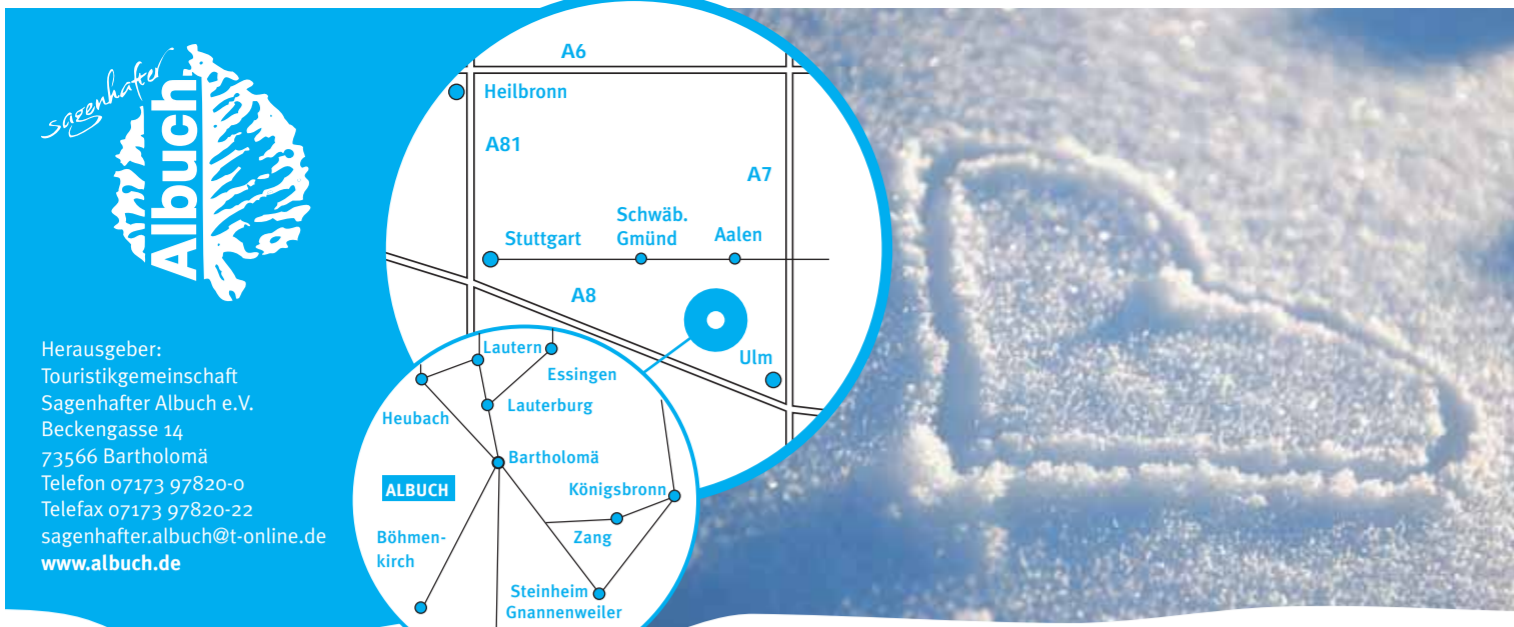 sagenhafter
Albuch.
Herausgeber:
Touristikgemeinschaft
Sagenhafter Albuch e.V.
Beckengasse 14
73566 Bartholomä
Telefon 07173 97820-0
Telefax 07173 97820-22
sagenhafter.albuch@t-online.de
www.albuch.de
A6
Heilbronn
A81
A7
Schwäb.
Gmünd
Aalen
Stuttgart
A8
Ulm
Lautern
Essingen
Heubach
Lauterburg
Bartholomä
ALBUCH
Königsbronn
Zang
Böhmen-
kirch
Steinheim
Gnannenweiler